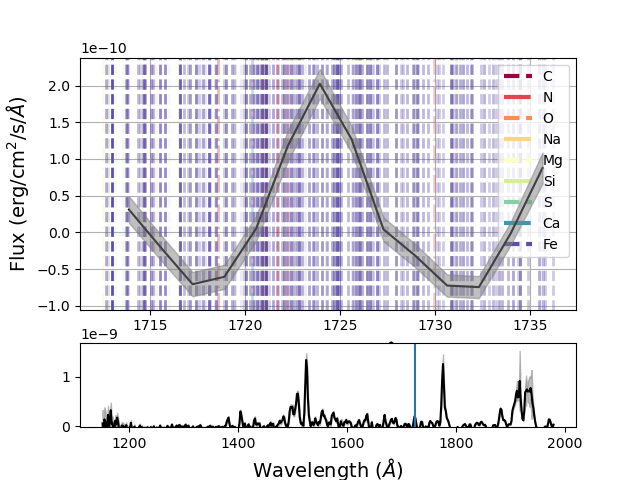 1e−10
Flux (erg/cm²/s/Å)
2.0
1.5
1.0
0.5
0.0
−0.5
−1.0
C
N
O
Na
Mg
Si
S
Ca
Fe
1715 1720 1725 1730 1735
1e−9
1
0
1200 1400 1600 1800 2000
Wavelength (Å)